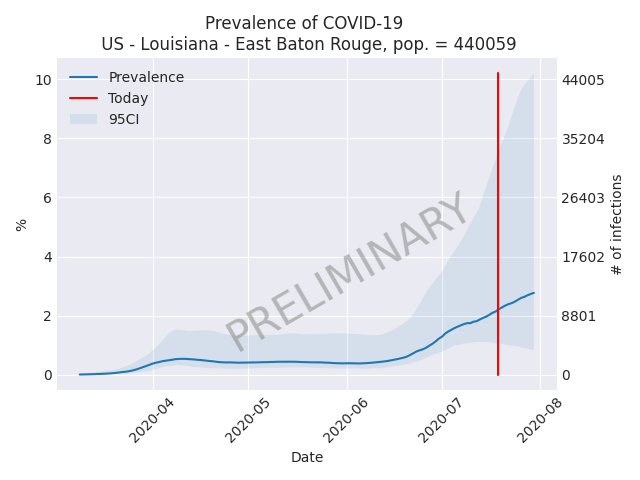 Prevalence of COVID-19
US - Louisiana - East Baton Rouge, pop. = 440059
Prevalence
Today
95CI
10
8
6
4
2
0
%
44005
35204
26403
17602
8801
0
# of infections
PRELIMINARY
2020-04
2020-05
2020-06
2020-07
2020-08
Date